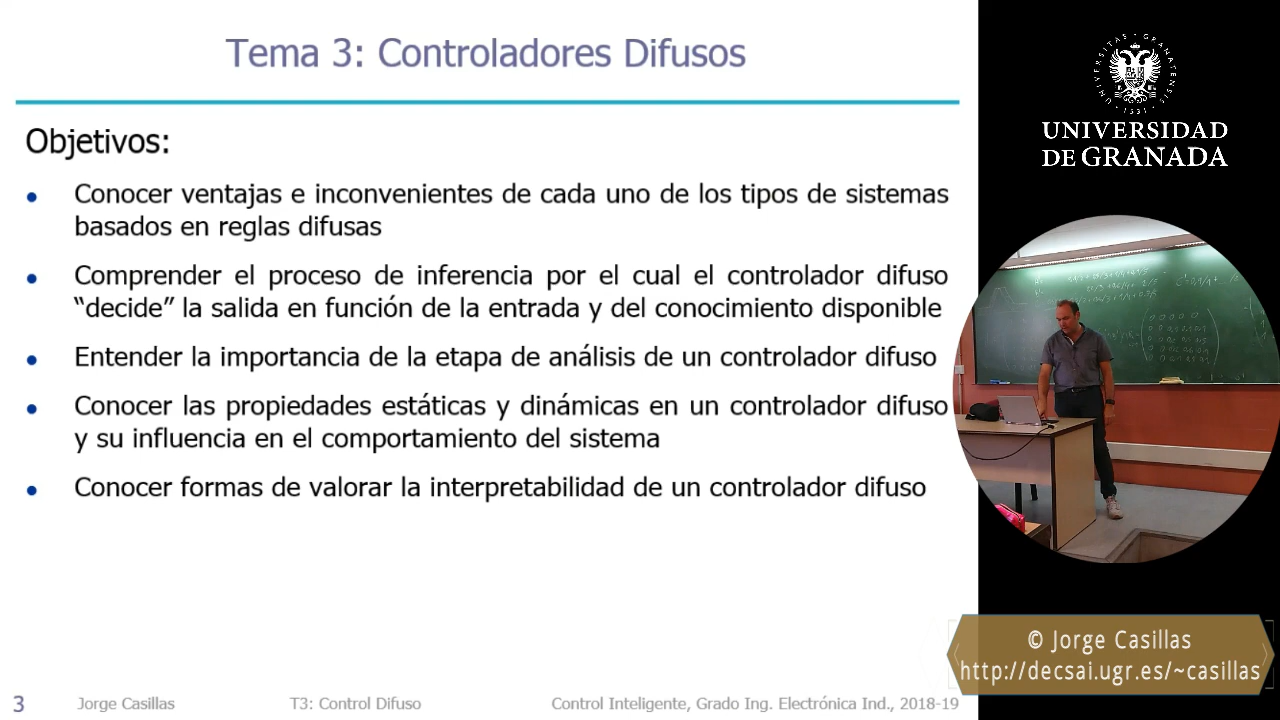 Tema 3: Controladores Difusos
Objetivos:
• Conocer ventajas e inconvenientes de cada uno de los tipos de sistemas
basados en reglas difusas
• Comprender el proceso de inferencia por el cual el controlador difuso
“decide” la salida en función de la entrada y del conocimiento disponible
• Entender la importancia de la etapa de análisis de un controlador difuso
• Conocer las propiedades estáticas y dinámicas en un controlador difuso
y su influencia en el comportamiento del sistema
• Conocer formas de valorar la interpretabilidad de un controlador difuso
3 Jorge Casillas T3: Control Difuso Control Inteligente, Grado Ing. Electrónica Ind., 2018-19
UNIVERSITAS · GRANATENSIS · 1531 ·
UNIVERSIDAD
DE GRANADA
© Jorge Casillas
http://decsai.ugr.es/~casillas